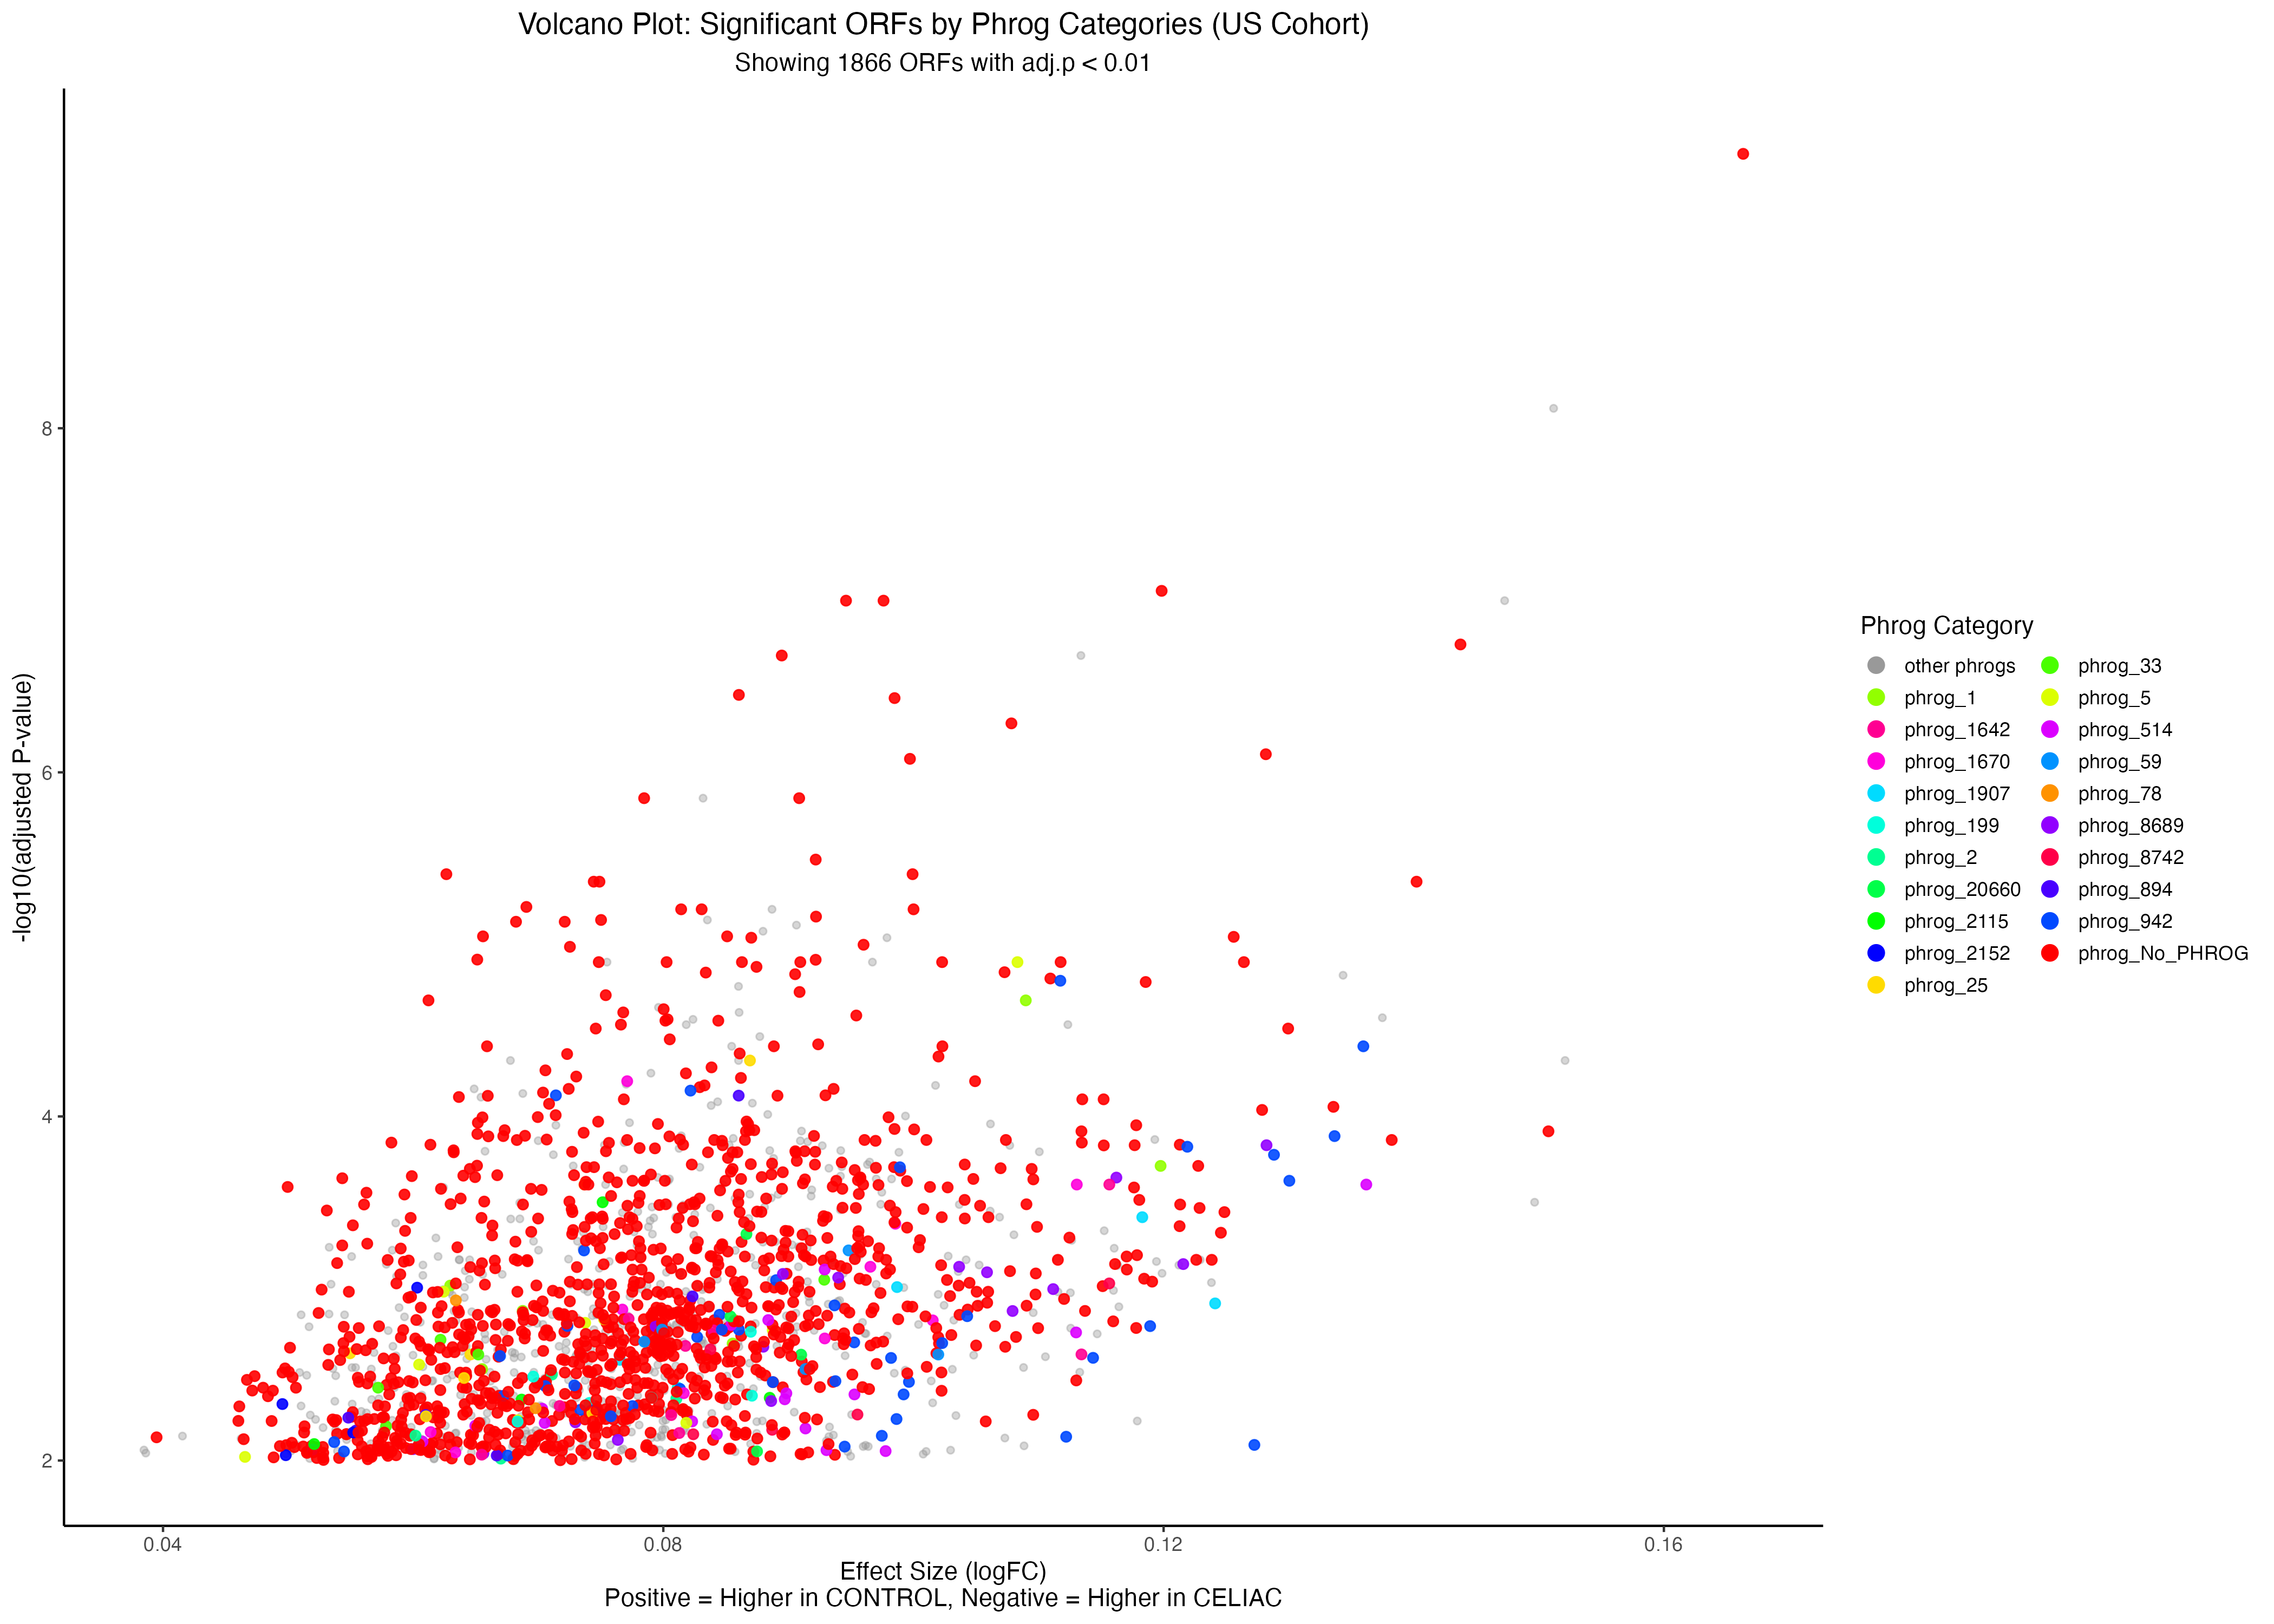 Volcano Plot: Significant ORFs by Phrog Categories (US Cohort)
Showing 1866 ORFs with adj.p < 0.01
-log10(adjusted P-value)
8
6
4
2
0.04
0.08
0.12
0.16
Effect Size (logFC)
Positive = Higher in CONTROL, Negative = Higher in CELIAC
Phrog Category
other phrogs
phrog_1
phrog_1642
phrog_1670
phrog_1907
phrog_199
phrog_2
phrog_20660
phrog_2115
phrog_2152
phrog_25
phrog_33
phrog_5
phrog_514
phrog_59
phrog_78
phrog_8689
phrog_8742
phrog_894
phrog_942
phrog_No_PHROG